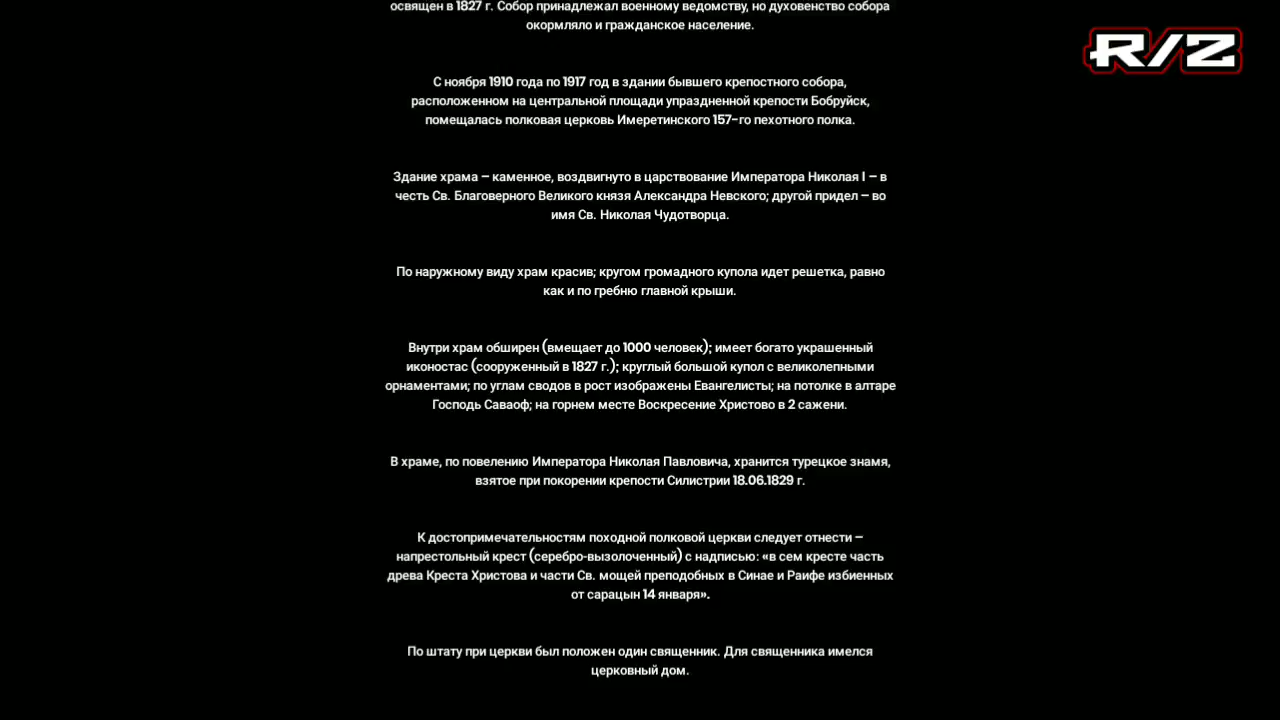 освящен в 1827 г. Собор принадлежал военному ведомству, но духовенство собора
окормляло и гражданское население.
С ноября 1910 года по 1917 год в здании бывшего крепостного собора,
расположенном на центральной площади упраздненной крепости Бобруйск,
помещалась полковая церковь Имеретинского 157-го пехотного полка.
Здание храма – каменное, воздвигнуто в царствование Императора Николая I – в
честь Св. Благоверного Великого князя Александра Невского; другой придел – во
имя Св. Николая Чудотворца.
По наружному виду храм красив; кругом громадного купола идет решетка, равно
как и по гребню главной крыши.
Внутри храм обширен (вмещает до 1000 человек); имеет богато украшенный
иконостас (сооруженный в 1827 г.); круглый большой купол с великолепными
орнаментами; по углам сводов в рост изображены Евангелисты; на потолке в алтаре
Господь Саваоф; на горнем месте Воскресение Христово в 2 сажени.
В храме, по повелению Императора Николая Павловича, хранится турецкое знамя,
взятое при покорении крепости Силистрии 18.06.1829 г.
К достопримечательностям походной полковой церкви следует отнести –
напрестольный крест (серебро-вызолоченный) с надписью: «в сем кресте часть
древа Креста Христова и части Св. мощей преподобных в Синае и Раифе избиенных
от сарацын 14 января».
По штату при церкви был положен один священник. Для священника имелся
церковный дом.
R/Z